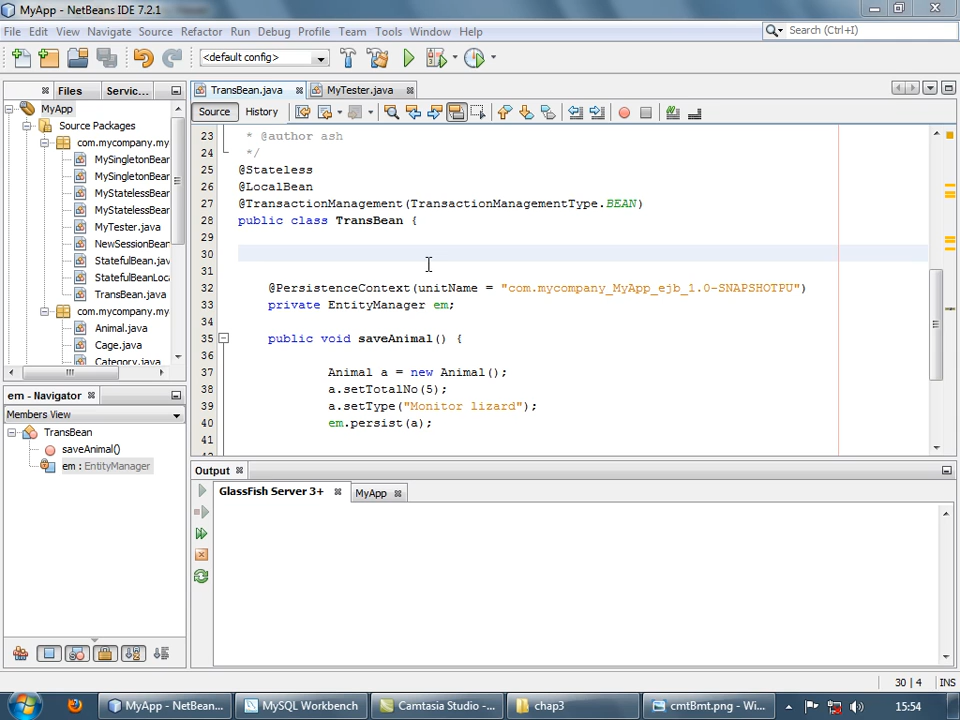 MyApp - NetBeans IDE 7.2.1
File Edit View Navigate Source Refactor Run Debug Profile Team Tools Window Help
Search (Ctrl+I)
<default config>
Files Servic...
TransBean.java MyTester.java
MyApp
Source History
Source Packages
com.mycompany.my
MySingletonBean
MySingletonBean
MyStatelessBear
MyStatelessBear
MyTester.java
NewSessionBean
StatefulBean.jav
StatefulBeanLoc
TransBean.java
com.mycompany.my
Animal.java
Cage.java
Category.java
23 * @author ash
24 */
25 @Stateless
26 @LocalBean
27 @TransactionManagement(TransactionManagementType.BEAN)
28 public class TransBean {
29
30
31
32 @PersistenceContext(unitName = "com.mycompany_MyApp_ejb_1.0-SNAPSHOTPU")
33 private EntityManager em;
34
35 public void saveAnimal() {
36
37 Animal a = new Animal();
38 a.setTotalNo(5);
39 a.setType("Monitor lizard");
40 em.persist(a);
41
em - Navigator
Members View
TransBean
saveAnimal()
em : EntityManager
Output
GlassFish Server 3+ MyApp
30 | 4 INS
MyApp - NetBean... MySQL Workbench Camtasia Studio -... chap3 cmtBmt.png - Wi... 15:54